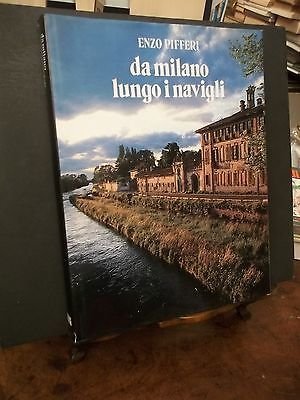 ENZO PIFFERI
da milano
lungo i navigli